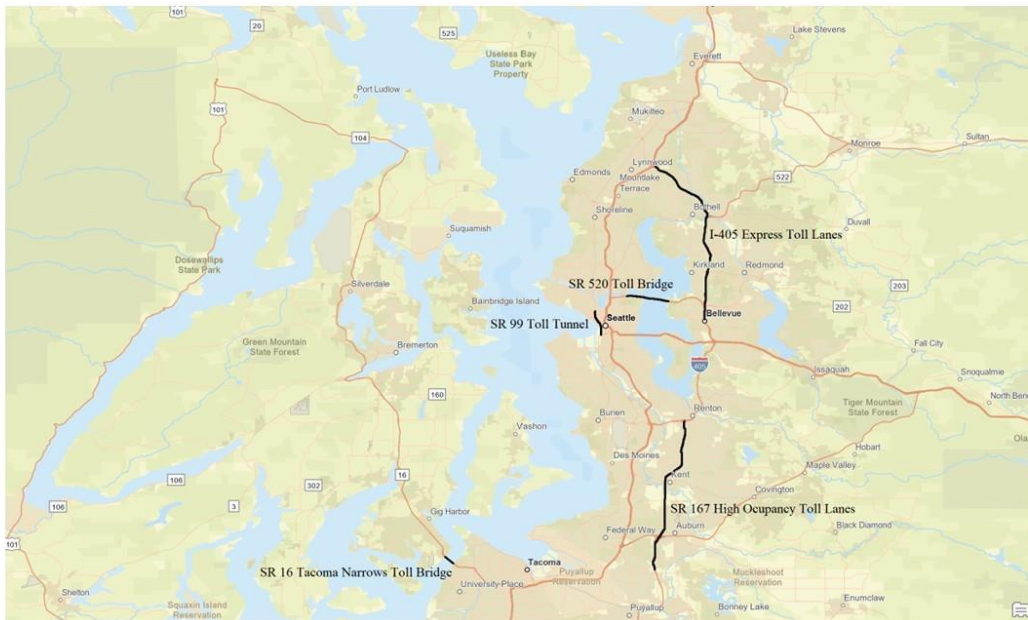 101
20
525
Useless Bay
State Park
Property
Lake Stevens
Everett
Port Ludlow
101
104
Mukilteo
Sultan
Monroe
Lynnwood
522
Edmonds
Mountlake
Terrace
Bothell
Shoreline
Duvall
Suquamish
I-405 Express Toll Lanes
Dosewallips
State Park
Kirkland
Redmond
SR 520 Toll Bridge
203
Silverdale
Bainbridge Island
202
SR 99 Toll Tunnel
Seattle
Bellevue
Green Mountain
State Forest
Bremerton
Fall City
405
Issaquah
Snoqualmie
160
Tiger Mountain
State Forest
North Bend
Renton
Burien
Vashon
Ola
Hobart
Des Moines
Maple Valley
106
302
16
Kent
3
Covington
106
SR 167 High Ocupancy Toll Lanes
Gig Harbor
Federal Way
Auburn
Black Diamond
101
SR 16 Tacoma Narrows Toll Bridge
Tacoma
Puyallup
Reservation
Muckleshoot
Reservation
University Place
Shelton
Squaxin Island
Reservation
Puyallup
Bonney Lake
Enumclaw